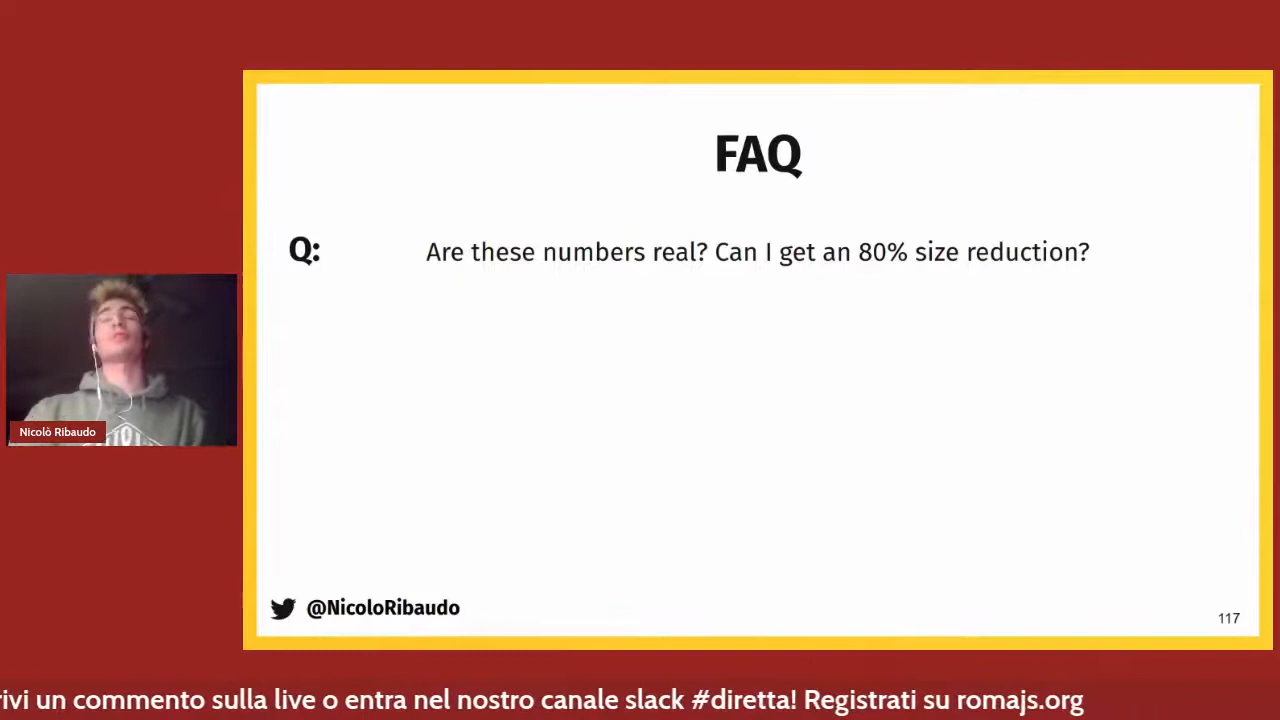 FAQ
Q: Are these numbers real? Can I get an 80% size reduction?
Nicolò Ribaudo
@NicoloRibaudo
117
un commento sulla live o entra nel nostro canale slack #diretta! Registrati su romajs.org